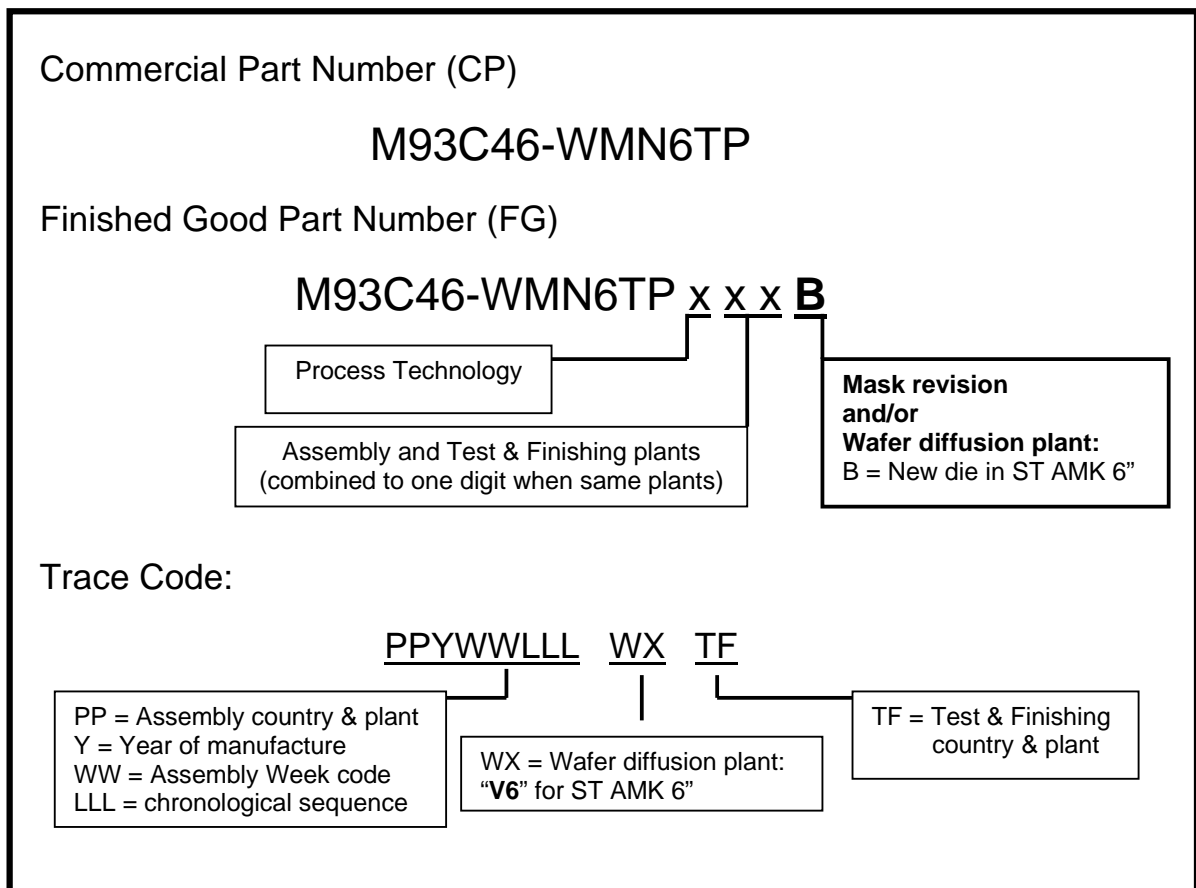 Commercial Part Number (CP)
M93C46-WMN6TP
Finished Good Part Number (FG)
M93C46-WMN6TP x x x B
Process Technology
Assembly and Test & Finishing plants
(combined to one digit when same plants)
Mask revision
and/or
Wafer diffusion plant:
B = New die in ST AMK 6”
Trace Code:
PPYWWLLL WX TF
PP = Assembly country & plant
Y = Year of manufacture
WW = Assembly Week code
LLL = chronological sequence
WX = Wafer diffusion plant:
“V6” for ST AMK 6”
TF = Test & Finishing
country & plant